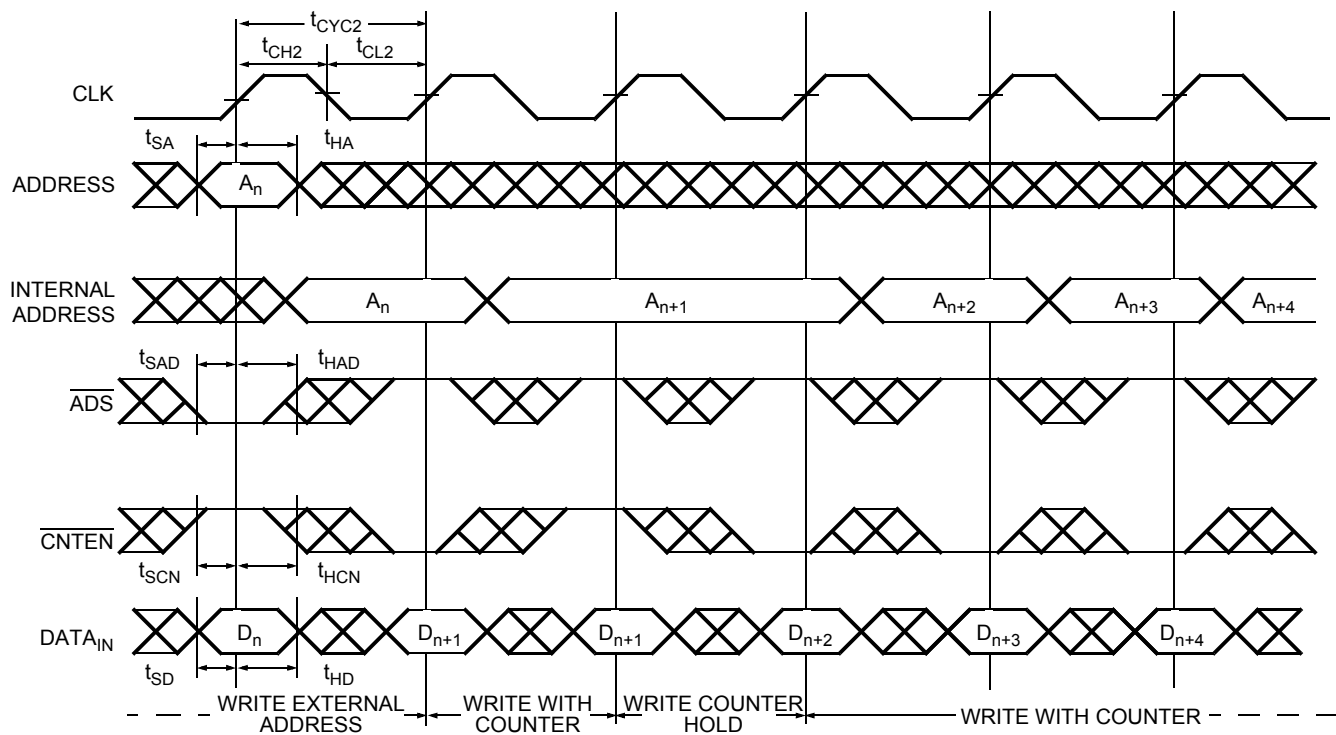 tCYC2
tCH2 tCL2
CLK
tSA tHA
ADDRESS An
INTERNAL
ADDRESS
An An+1 An+2 An+3 An+4
tSAD tHAD
ADS
CNTEN
tSCN tHCN
DATAIN Dn Dn+1 Dn+1 Dn+2 Dn+3 Dn+4
tSD tHD
WRITE EXTERNAL
ADDRESS
WRITE WITH
COUNTER
WRITE COUNTER
HOLD
WRITE WITH COUNTER